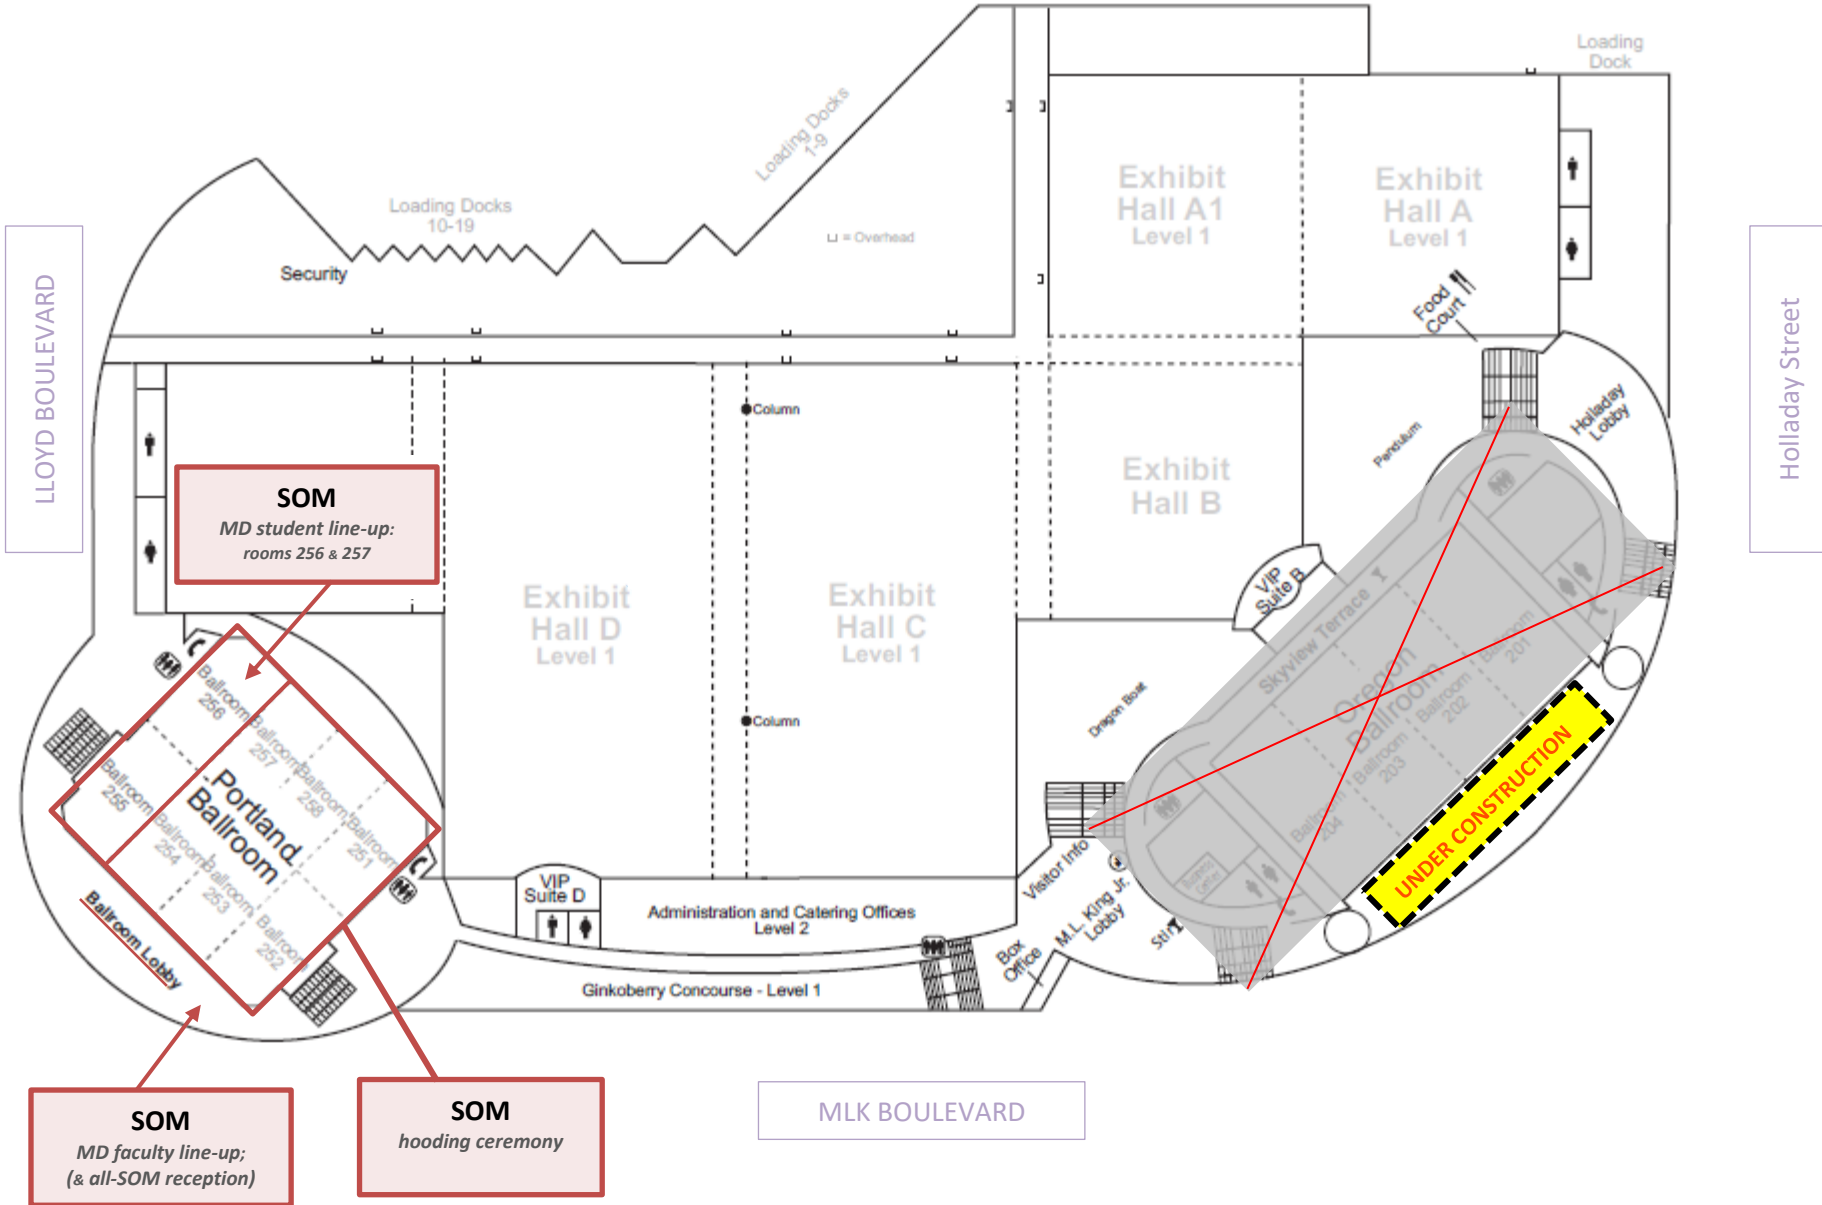 Loading
Dock
Loading Docks
1-9
Loading Docks
10-19
Security
= Overhead
Exhibit
Hall A1
Level 1
Exhibit
Hall A
Level 1
Food
Court
LLOYD BOULEVARD
Holladay Street
Holladay
Lobby
Pendulum
Column
Exhibit
Hall B
SOM
MD student line-up:
rooms 256 & 257
Exhibit
Hall D
Level 1
Exhibit
Hall C
Level 1
VIP
Suite B
Skyview Terrace
Oregon
Ballroom
Ballroom
201
Ballroom
202
Ballroom
203
Ballroom
204
Dragon Boat
Column
UNDER CONSTRUCTION
Ballroom
256
Ballroom
257
Ballroom
258
Ballroom
251
Ballroom
255
Ballroom
254
Ballroom
253
Ballroom
252
Portland
Ballroom
Ballroom Lobby
VIP
Suite D
Administration and Catering Offices
Level 2
Visitor Info
M.L. King Jr.
Lobby
Business
Center
Stir
Box
Office
Ginkoberry Concourse - Level 1
SOM
MD faculty line-up;
(& all-SOM reception)
SOM
hooding ceremony
MLK BOULEVARD